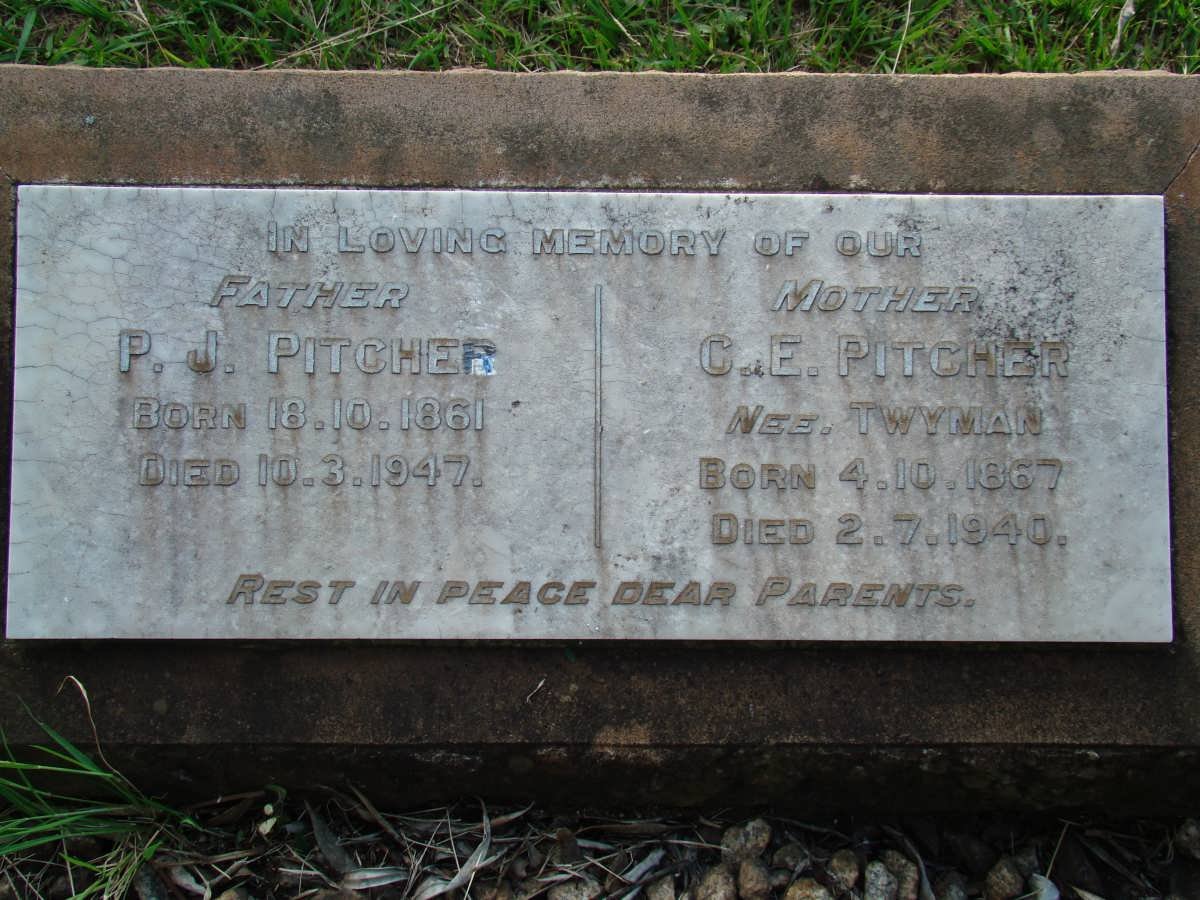 IN LOVING MEMORY OF OUR
FATHER
P. J. PITCHER
BORN 18.10.1861
DIED 10.3.1947.
MOTHER
C. E. PITCHER
NEE. TWYMAN
BORN 4.10.1867
DIED 2.7.1940.
REST IN PEACE DEAR PARENTS.